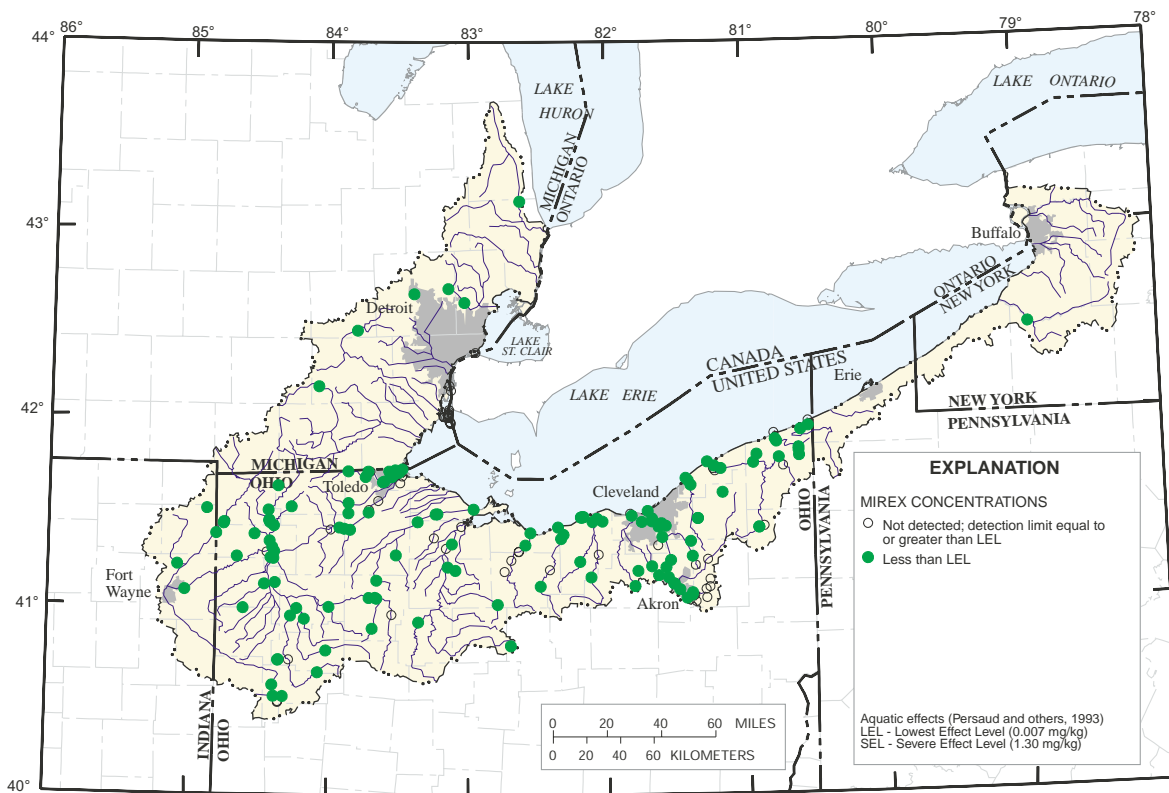 86°
85°
84°
83°
82°
81°
80°
79°
78°
44°
43°
42°
41°
40°
LAKE
HURON
MICHIGAN
ONTARIO
LAKE ONTARIO
Buffalo
ONTARIO
NEW YORK
Detroit
LAKE
ST. CLAIR
CANADA
UNITED STATES
LAKE ERIE
Erie
NEW YORK
PENNSYLVANIA
MICHIGAN
OHIO
Toledo
Cleveland
OHIO
PENNSYLVANIA
Fort
Wayne
Akron
INDIANA
OHIO
EXPLANATION
MIREX CONCENTRATIONS
Not detected; detection limit equal to
or greater than LEL
Less than LEL
Aquatic effects (Persaud and others, 1993)
LEL - Lowest Effect Level (0.007 mg/kg)
SEL - Severe Effect Level (1.30 mg/kg)
0 20 40 60 MILES
0 20 40 60 KILOMETERS